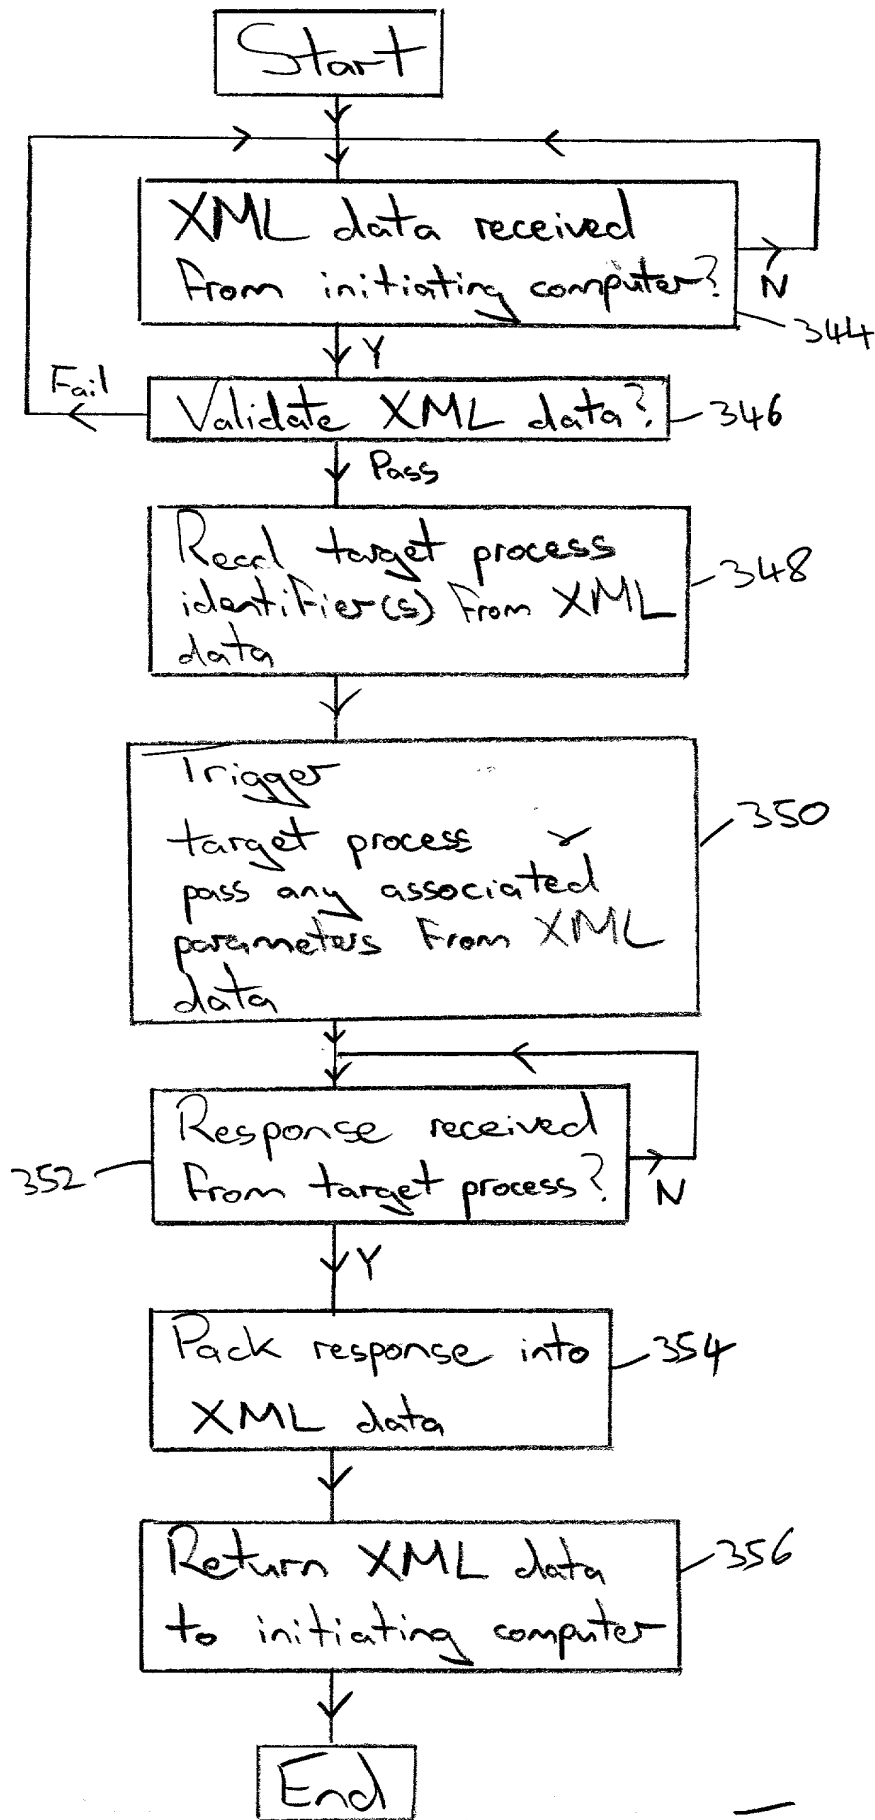 Start
XML data received
from initiating computer?
N
344
Y
Fail
Validate XML data?
346
Pass
Read target process
identifier(s) from XML
data
348
Trigger
target process
pass any associated
parameters from XML
data
350
Response received
from target process?
352
N
Y
Pack response into
XML data
354
Return XML data
to initiating computer
356
End